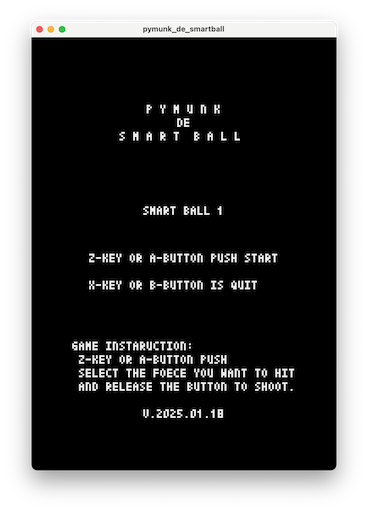 pymunk_de_smartball
P Y M U N K
DE
S M A R T  B A L L
SMART BALL 1
Z-KEY OR A-BUTTON PUSH START
X-KEY OR B-BUTTON IS QUIT
GAME INSTARUCTION:
Z-KEY OR A-BUTTON PUSH
SELECT THE FOECE YOU WANT TO HIT
AND RELEASE THE BUTTON TO SHOOT.
V.2025.01.18